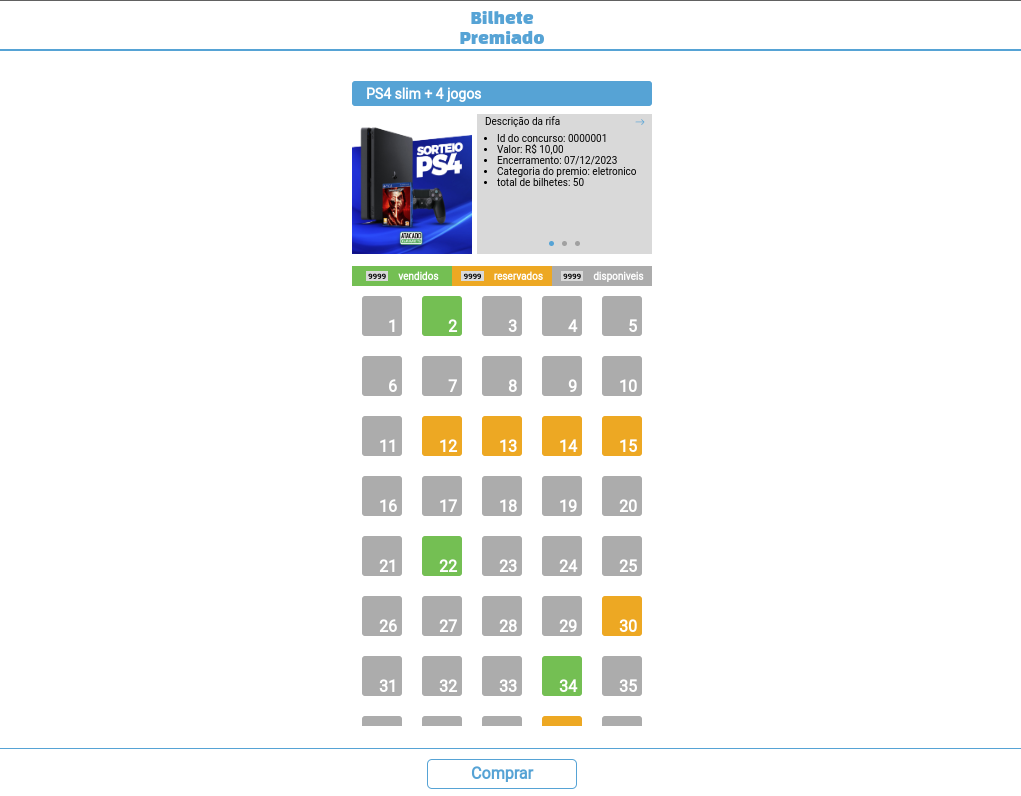 Bilhete
Premiado
PS4 slim + 4 jogos
SORTEIO
PS4
ATACADO
Descrição da rifa →
Id do concurso: 0000001
Valor: R$ 10,00
Encerramento: 07/12/2023
Categoria do premio: eletronico
total de bilhetes: 50
9999 vendidos 9999 reservados 9999 disponiveis
1 2 3 4 5
6 7 8 9 10
11 12 13 14 15
16 17 18 19 20
21 22 23 24 25
26 27 28 29 30
31 32 33 34 35
Comprar